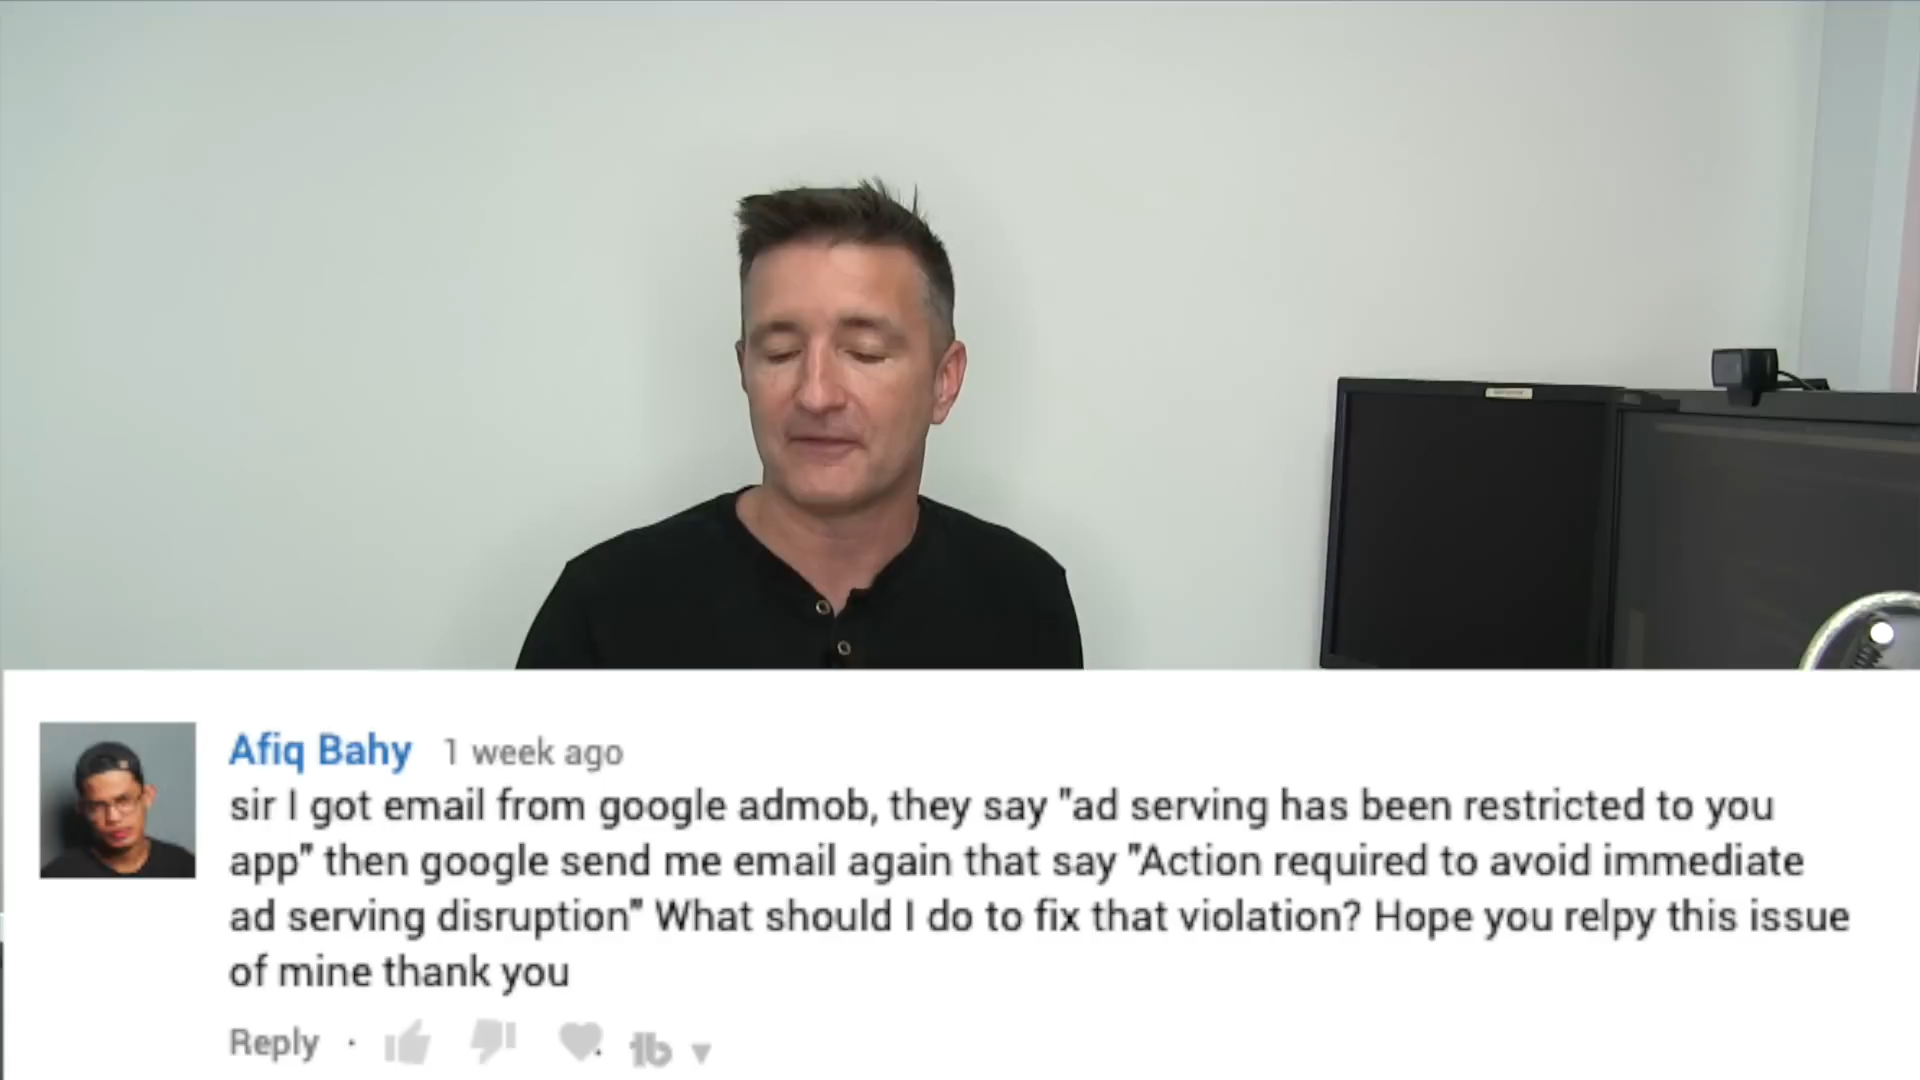 Afiq Bahy 1 week ago
sir I got email from google admob, they say "ad serving has been restricted to you
app" then google send me email again that say "Action required to avoid immediate
ad serving disruption" What should I do to fix that violation? Hope you relpy this issue
of mine thank you
Reply